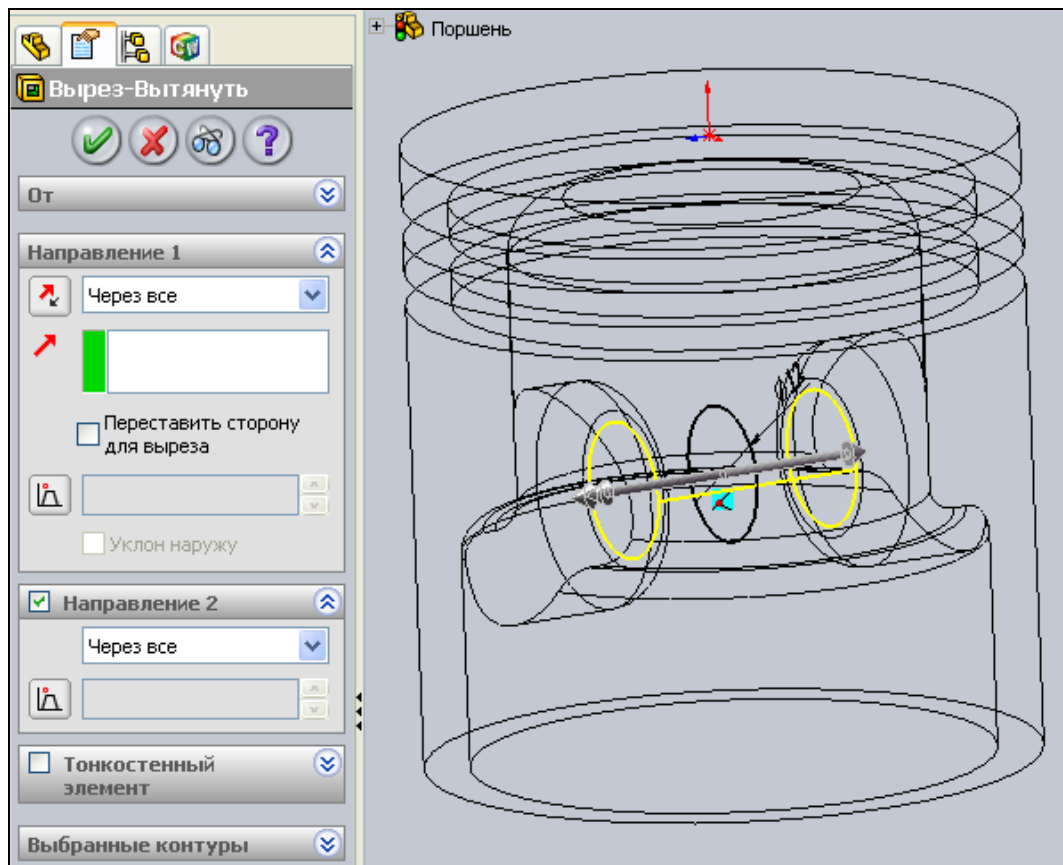 Поршень
Вырез-Вытянуть
От
Направление 1
Через все
Переставить сторону
для выреза
Уклон наружу
Направление 2
Через все
Тонкостенный
элемент
Выбранные контуры